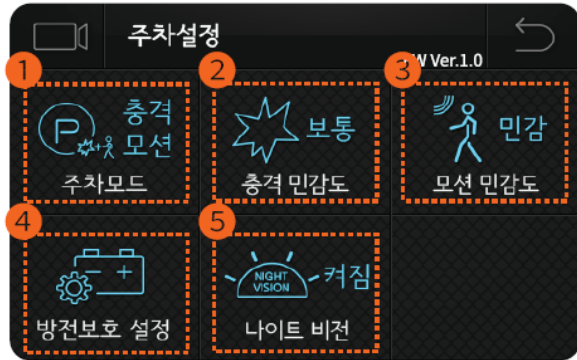 주차설정
FW Ver.1.0
1
2
3
P
충격
모션
주차모드
보통
충격 민감도
민감
모션 민감도
4
5
- +
방전보호 설정
NIGHT
VISION
켜짐
나이트 비전